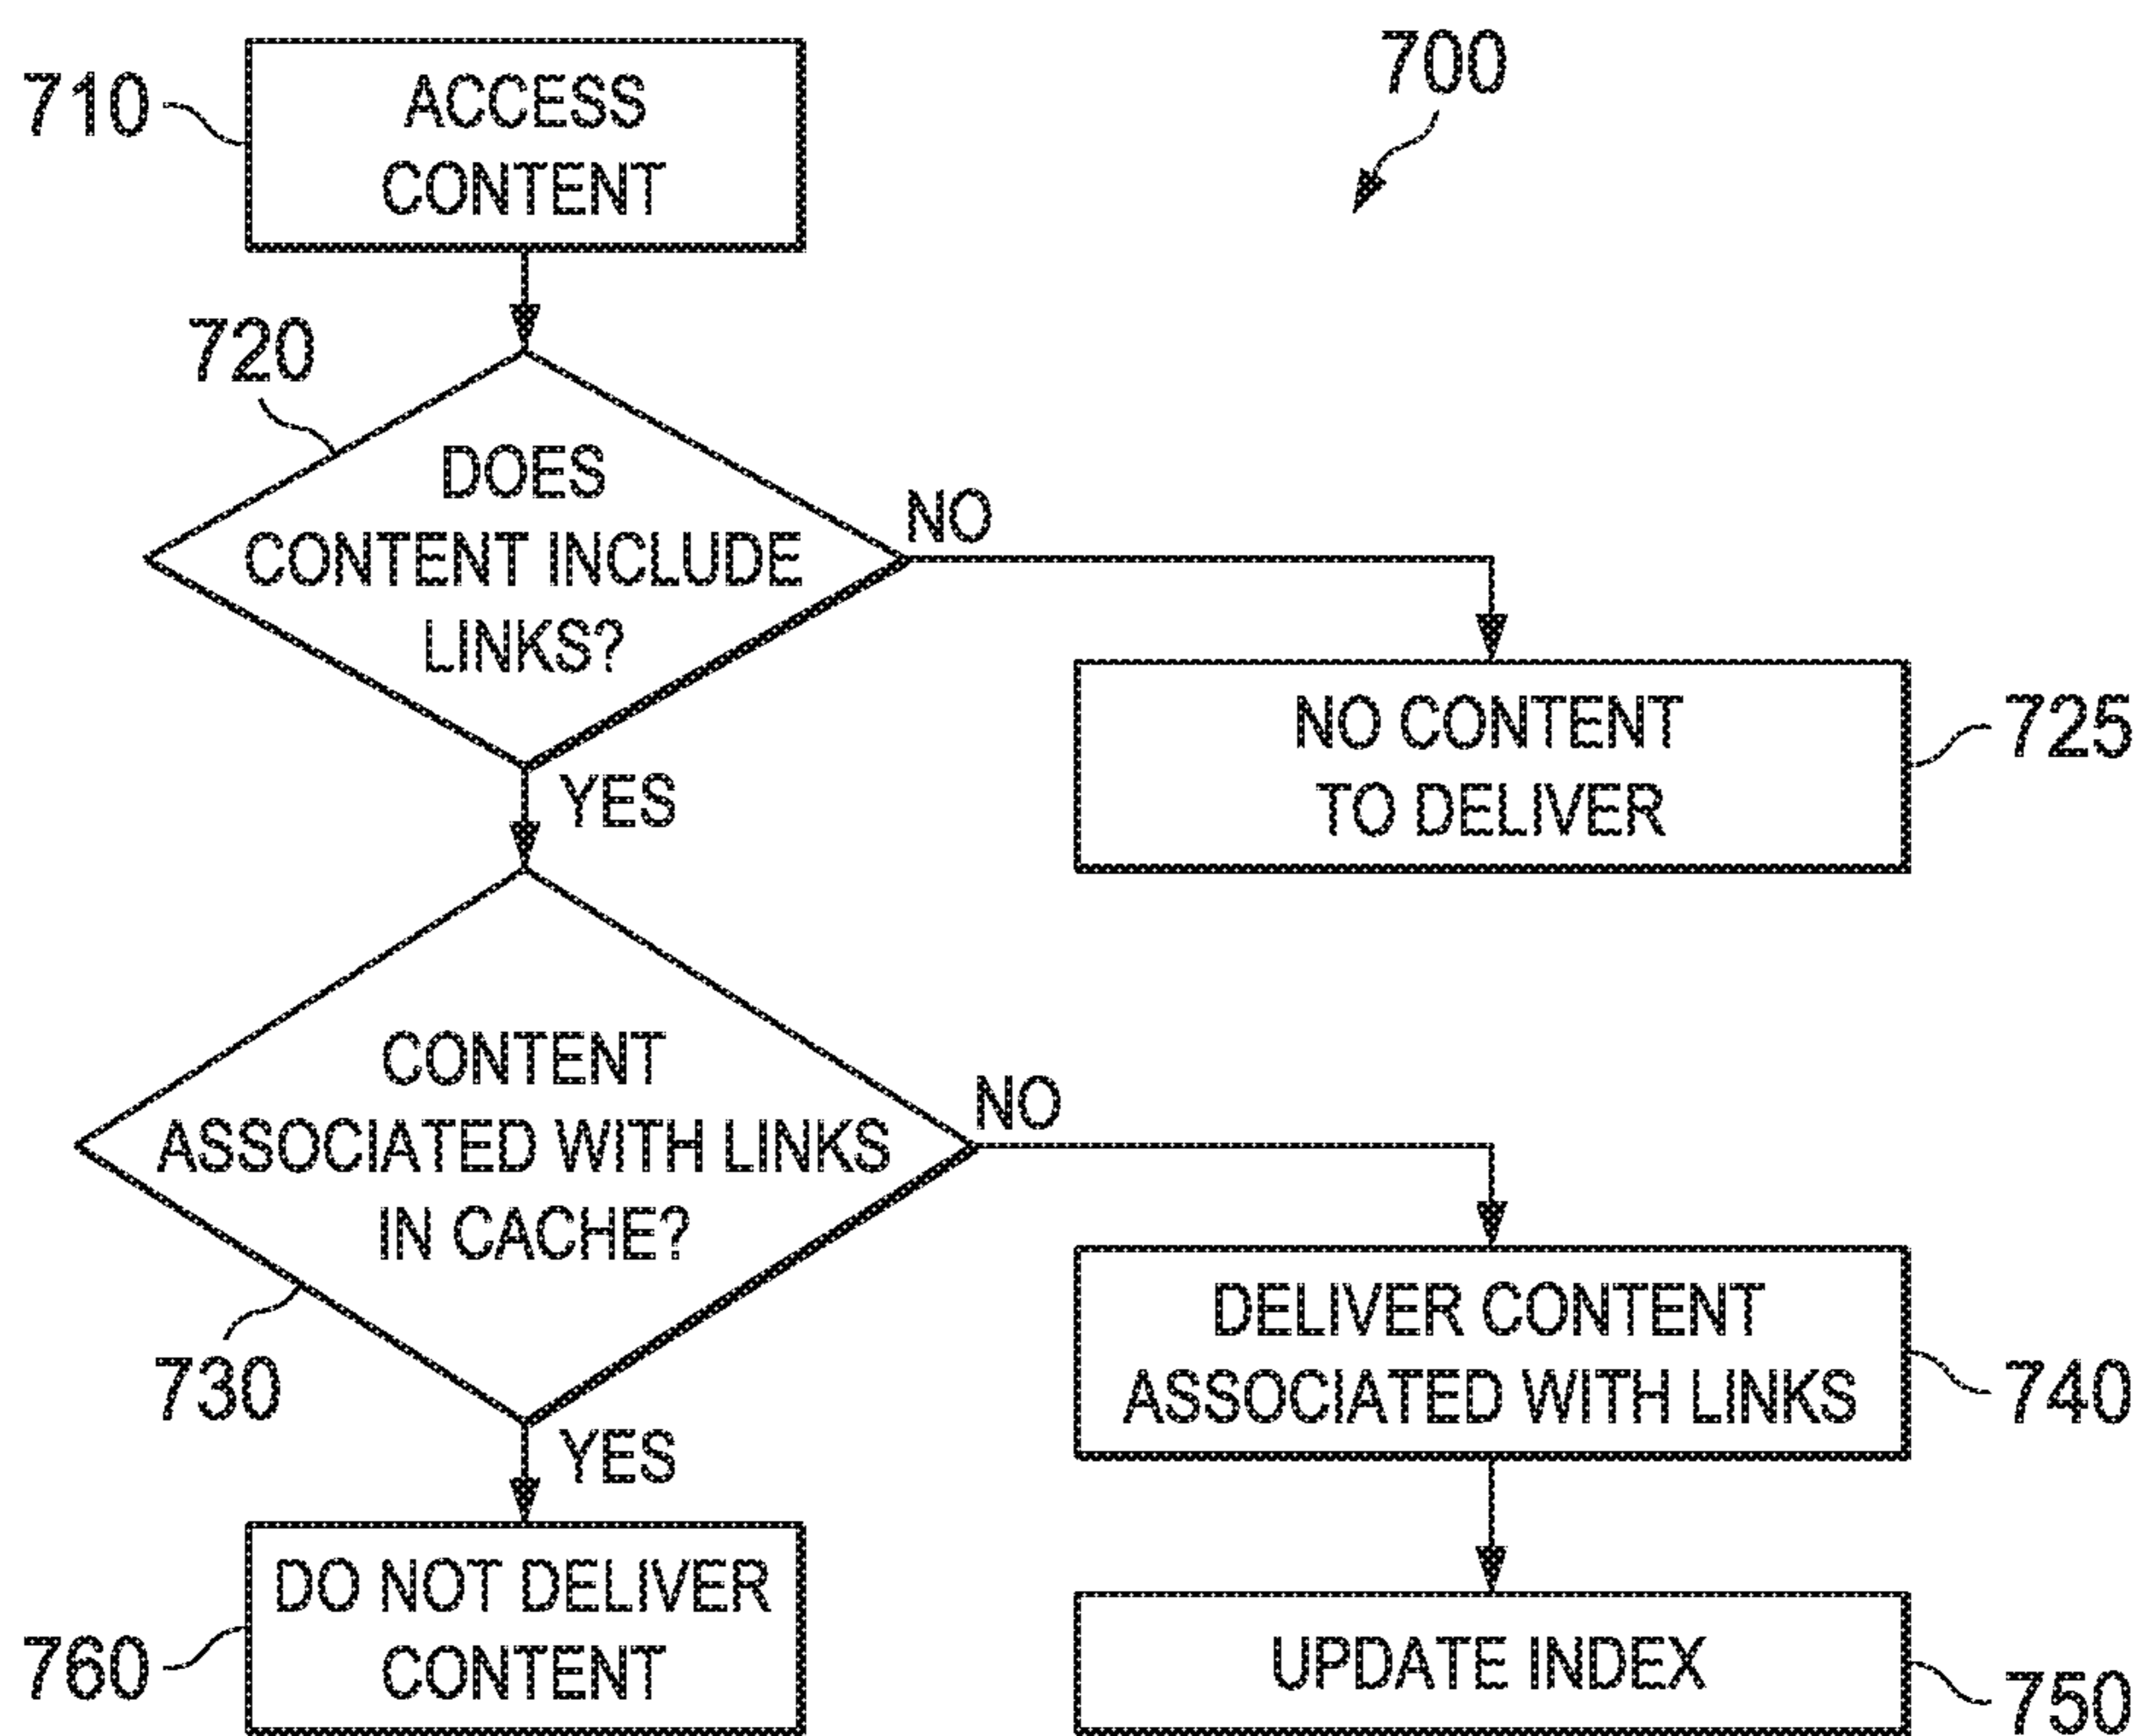 700
710
ACCESS
CONTENT
720
DOES
CONTENT INCLUDE
LINKS?
NO
YES
NO CONTENT
TO DELIVER
725
CONTENT
ASSOCIATED WITH LINKS
IN CACHE?
730
NO
YES
DELIVER CONTENT
ASSOCIATED WITH LINKS
740
DO NOT DELIVER
CONTENT
760
UPDATE INDEX
750